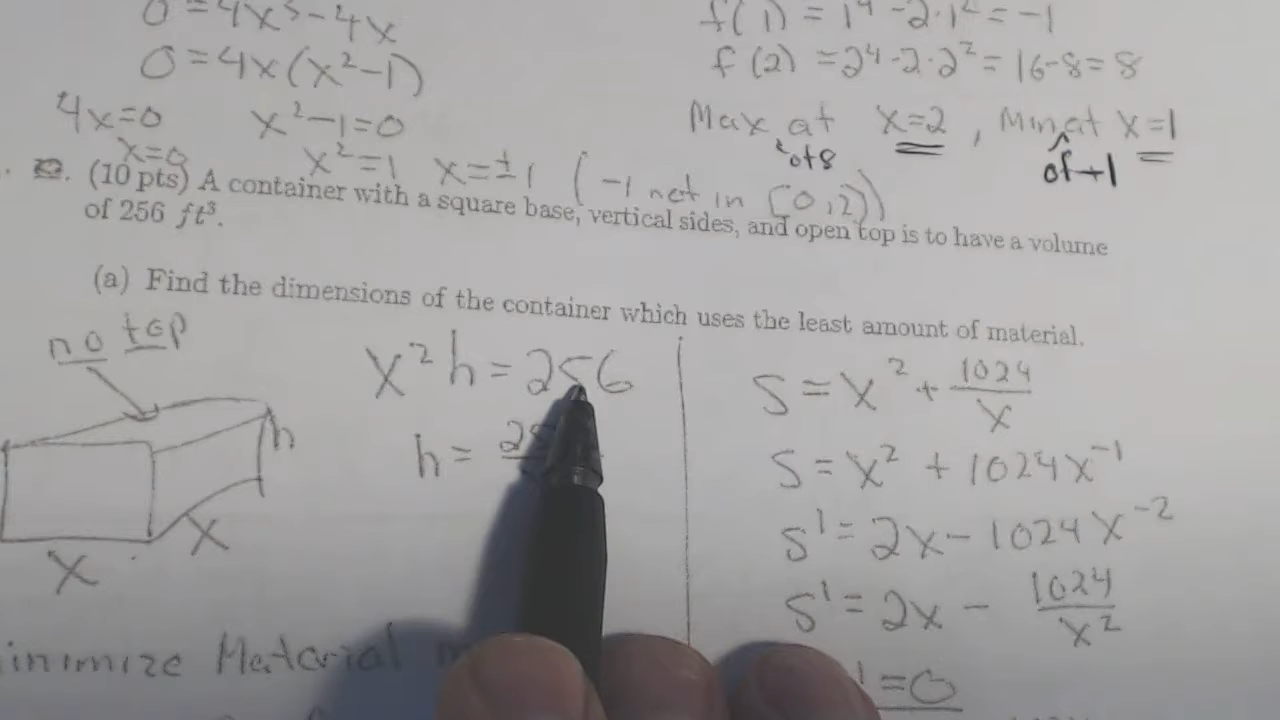 0 = 4x³ - 4x
0 = 4x(x² - 1)
4x = 0 x² - 1 = 0
x = 0 x² = 1 x = ±1 (-1 not in [0,2])
f(1) = 1⁴ - 2·1² = -1
f(2) = 2⁴ - 2·2² = 16 - 8 = 8
Max at x=2, Min at x=1
of 8 of -1
(10 pts) A container with a square base, vertical sides, and open top is to have a volume
of 256 ft³.
(a) Find the dimensions of the container which uses the least amount of material.
no top
h
x
x
x² h = 256
h =
inimize Material
S = x² + 1024/x
S = x² + 1024x⁻¹
S' = 2x - 1024x⁻²
S' = 2x - 1024/x²
' = 0